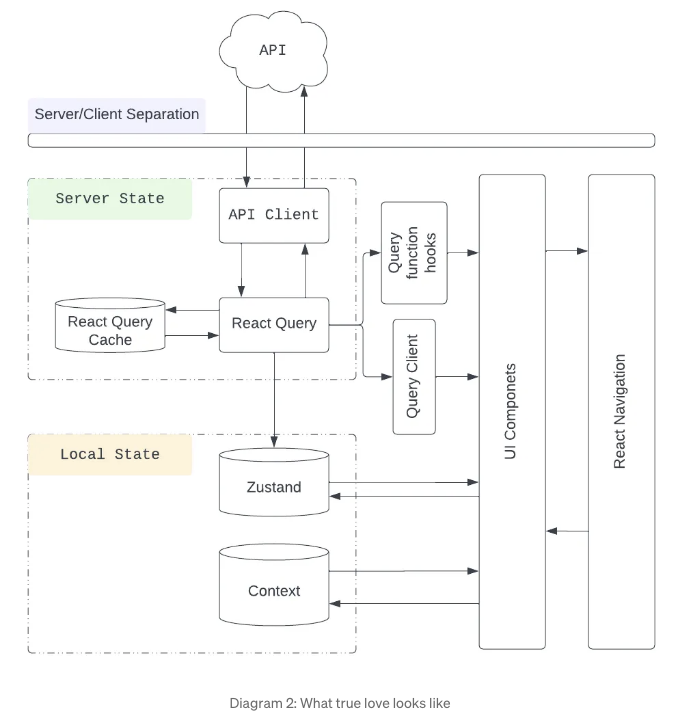 API
Server/Client Separation
Server State
API Client
Query
function
hooks
React Query
Cache
React Query
Query Client
UI Componets
React Navigation
Local State
Zustand
Context
Diagram 2: What true love looks like